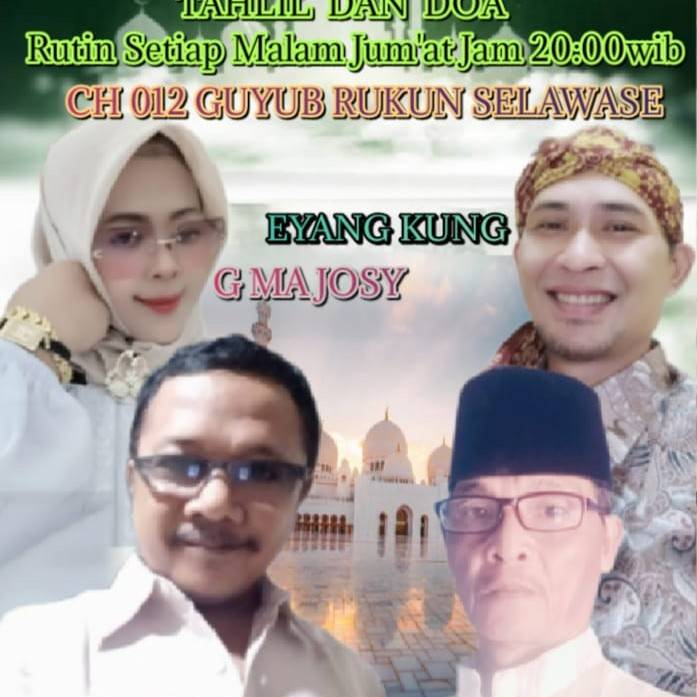 TAHLIL DAN DOA
Rutin Setiap Malam Jum'at Jam 20:00wib
CH 012 GUYUB RUKUN SELAWASE
EYANG KUNG
G MA JOSY